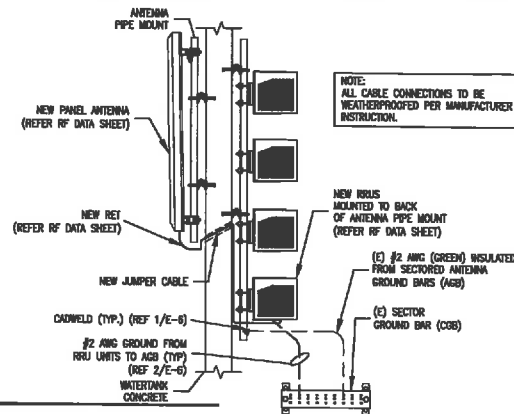 ANTENNA
PIPE MOUNT
NOTE:
ALL CABLE CONNECTIONS TO BE
WEATHERPROOFED PER MANUFACTURER
INSTRUCTION.
NEW PANEL ANTENNA
(REFER RF DATA SHEET)
NEW RRUS
MOUNTED TO BACK
OF ANTENNA PIPE MOUNT
(REFER RF DATA SHEET)
NEW RET
(REFER RF DATA SHEET)
(E) #2 AWG (GREEN) INSULATED
FROM SECTORED ANTENNA
GROUND BARS (AGB)
NEW JUMPER CABLE
(E) SECTOR
GROUND BAR (CGB)
CADWELD (TYP.) (REF 1/E-6)
#2 AWG GROUND FROM
RRU UNITS TO AGB (TYP)
(REF 2/E-6)
WATERTANK
CONCRETE